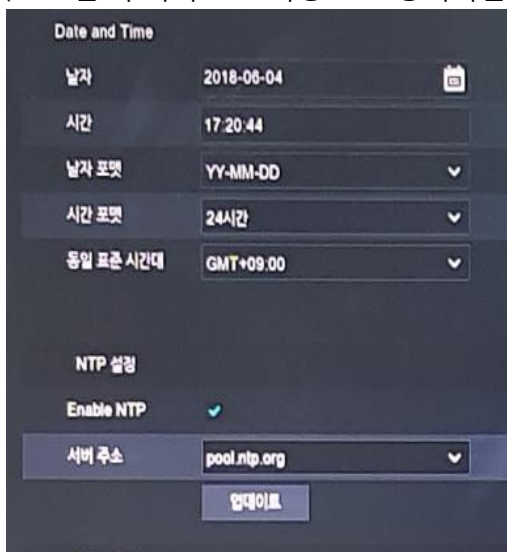 Date and Time
날자 2018-06-04
시간 17:20:44
날자 포맷 YY-MM-DD
시간 포맷 24시간
동일 표준 시간대 GMT+09:00
NTP 설정
Enable NTP
서버 주소 pool.ntp.org
업데이트